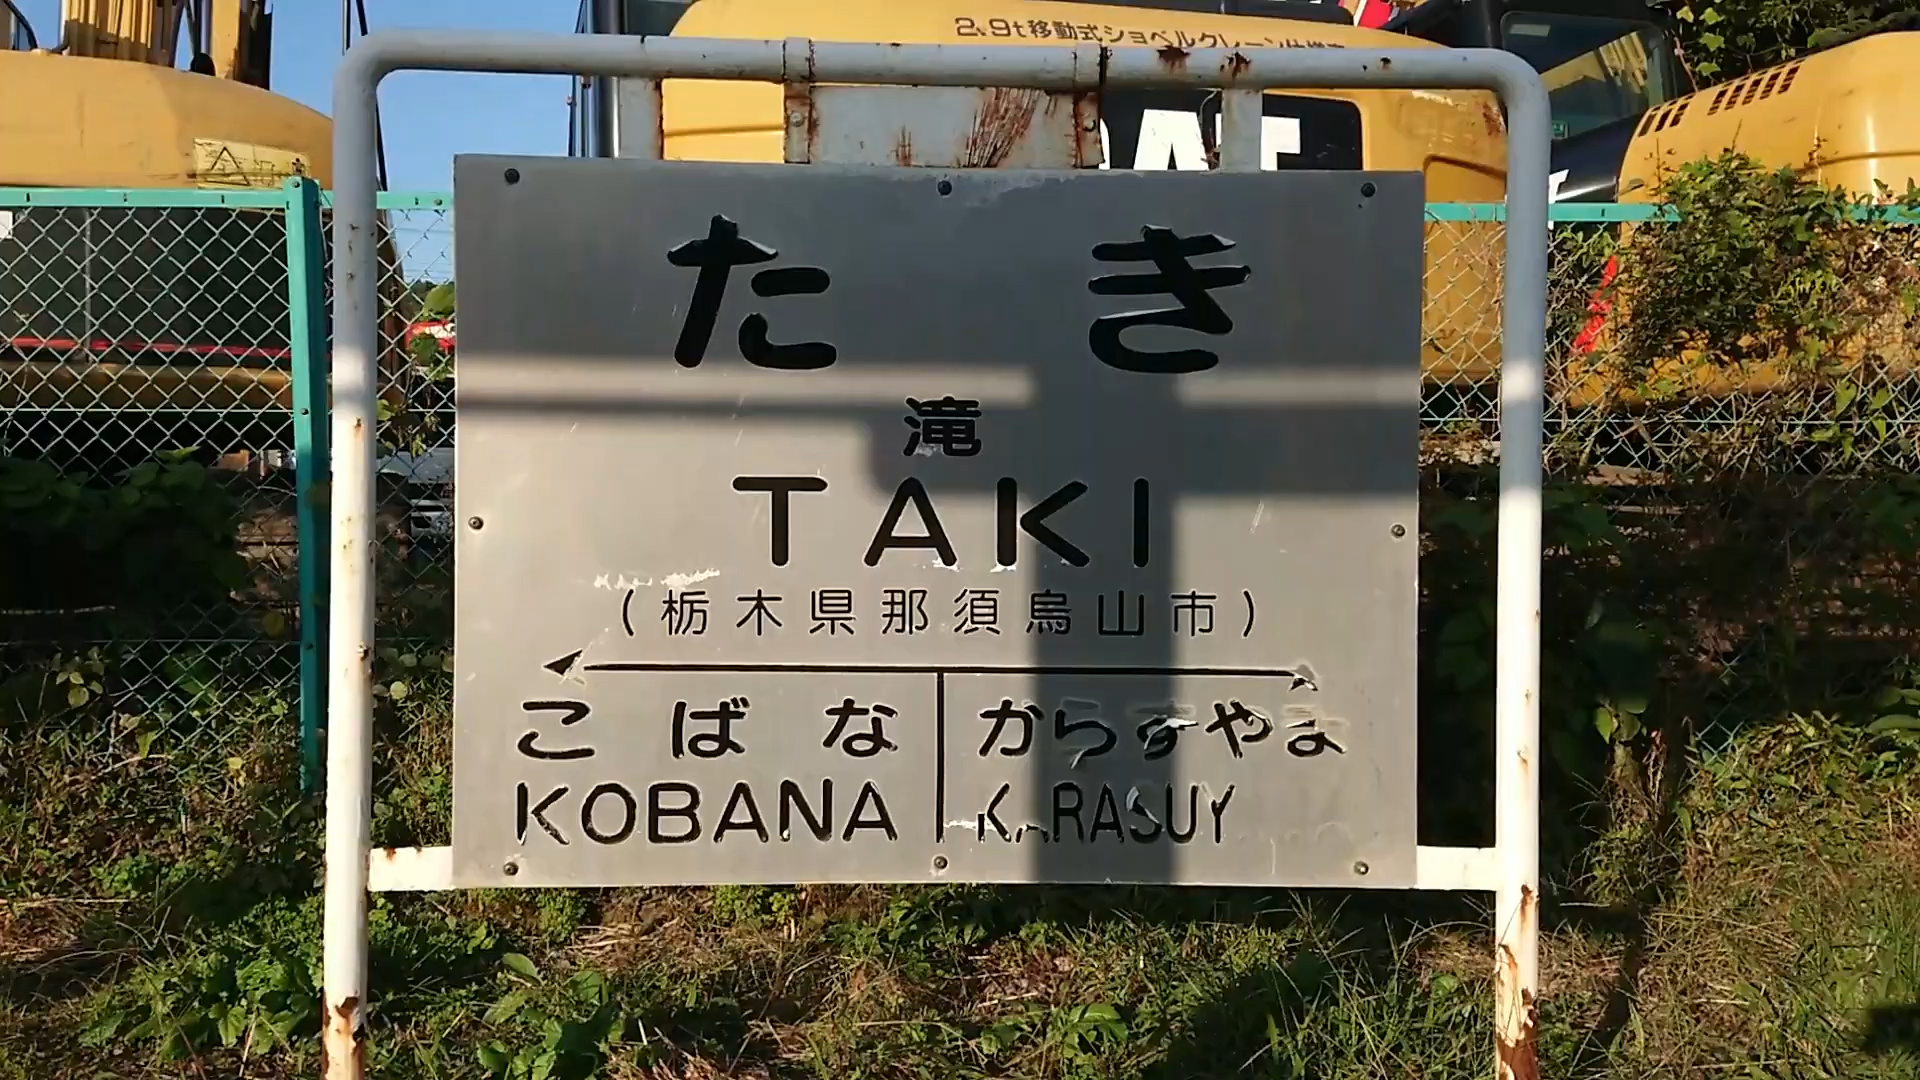 2.9t移動式ショベルクレーン仕様車
たき
滝
TAKI
(栃木県那須烏山市)
こばな からすやま
KOBANA KARASUY